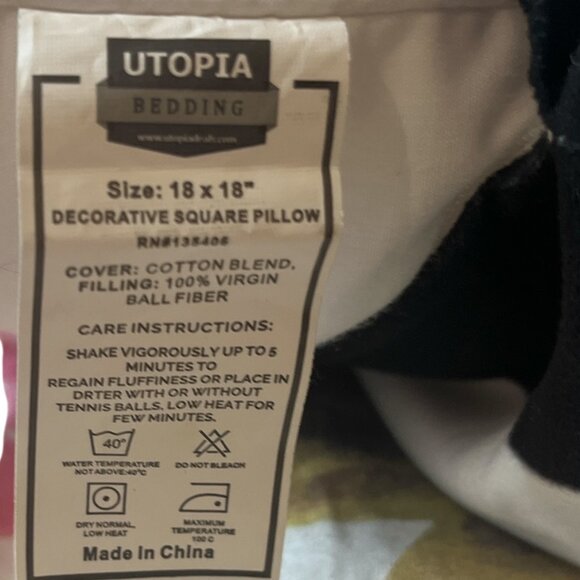 UTOPIA
BEDDING
www.utopiadeals.com
Size: 18 x 18"
DECORATIVE SQUARE PILLOW
RN#135406
COVER: COTTON BLEND.
FILLING: 100% VIRGIN
BALL FIBER
CARE INSTRUCTIONS:
SHAKE VIGOROUSLY UP TO 5
MINUTES TO
REGAIN FLUFFINESS OR PLACE IN
DRTER WITH OR WITHOUT
TENNIS BALLS. LOW HEAT FOR
FEW MINUTES.
40°
WATER TEMPERATURE
NOT ABOVE:40°C
DO NOT BLEACH
DRY NORMAL,
LOW HEAT
MAXIMUM
TEMPERATURE
100 C
Made in China